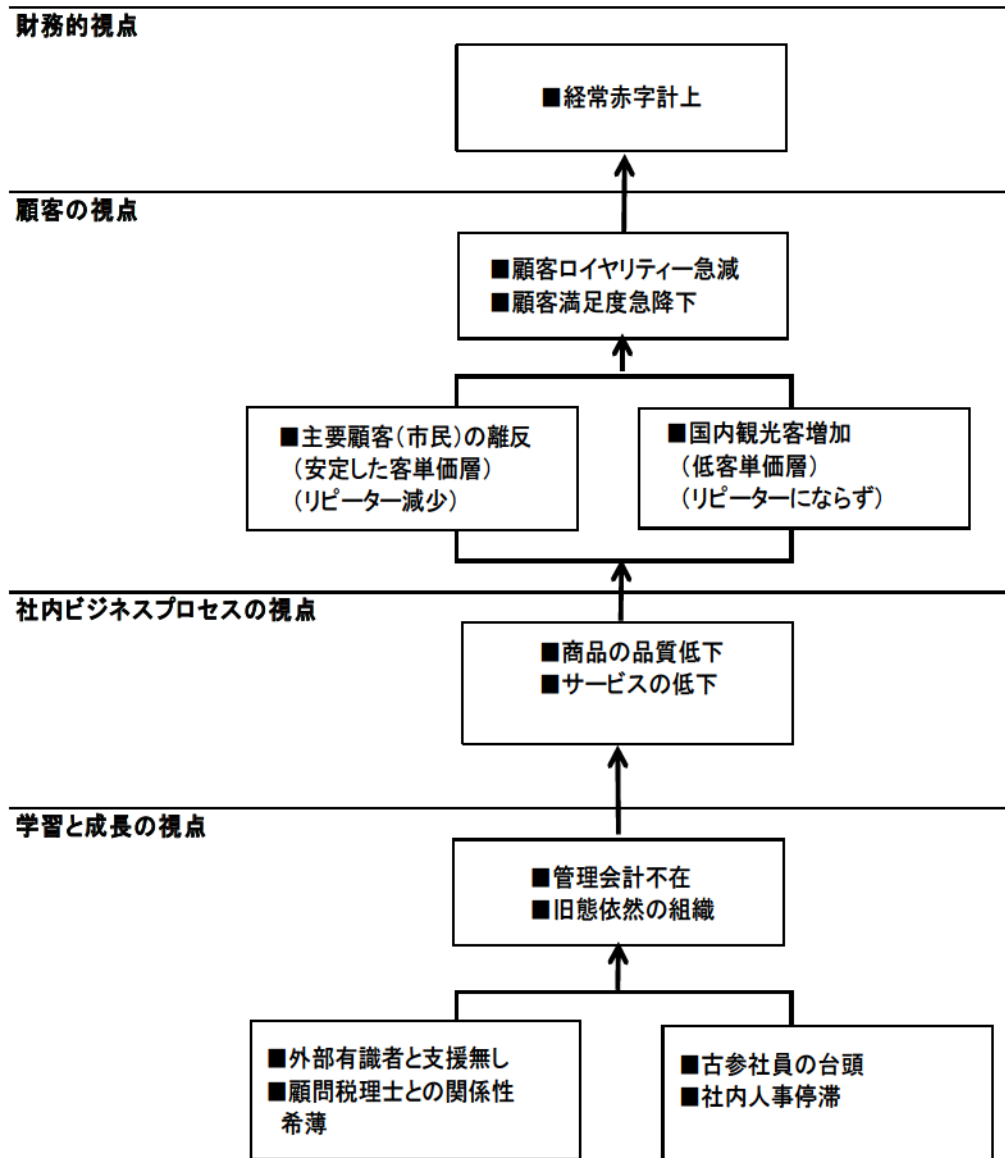 財務的視点
■経常赤字計上
顧客の視点
■顧客ロイヤリティー急減
■顧客満足度急降下
■主要顧客(市民)の離反
(安定した客単価層)
(リピーター減少)
■国内観光客増加
(低客単価層)
(リピーターにならず)
社内ビジネスプロセスの視点
■商品の品質低下
■サービスの低下
学習と成長の視点
■管理会計不在
■旧態依然の組織
■外部有識者と支援無し
■顧問税理士との関係性
希薄
■古参社員の台頭
■社内人事停滞